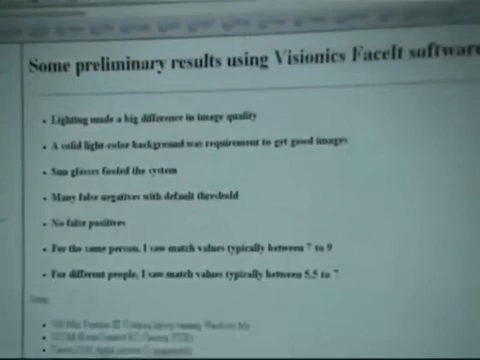 Some preliminary results using Visionics FaceIt software
Lighting made a big difference in image quality
A solid light-color background was requirement to get good images
Sun glasses fooled the system
Many false negatives with default threshold
No false positives
For the same person, I saw match values typically between 7 to 9
For different people, I saw match values typically between 5.5 to 7